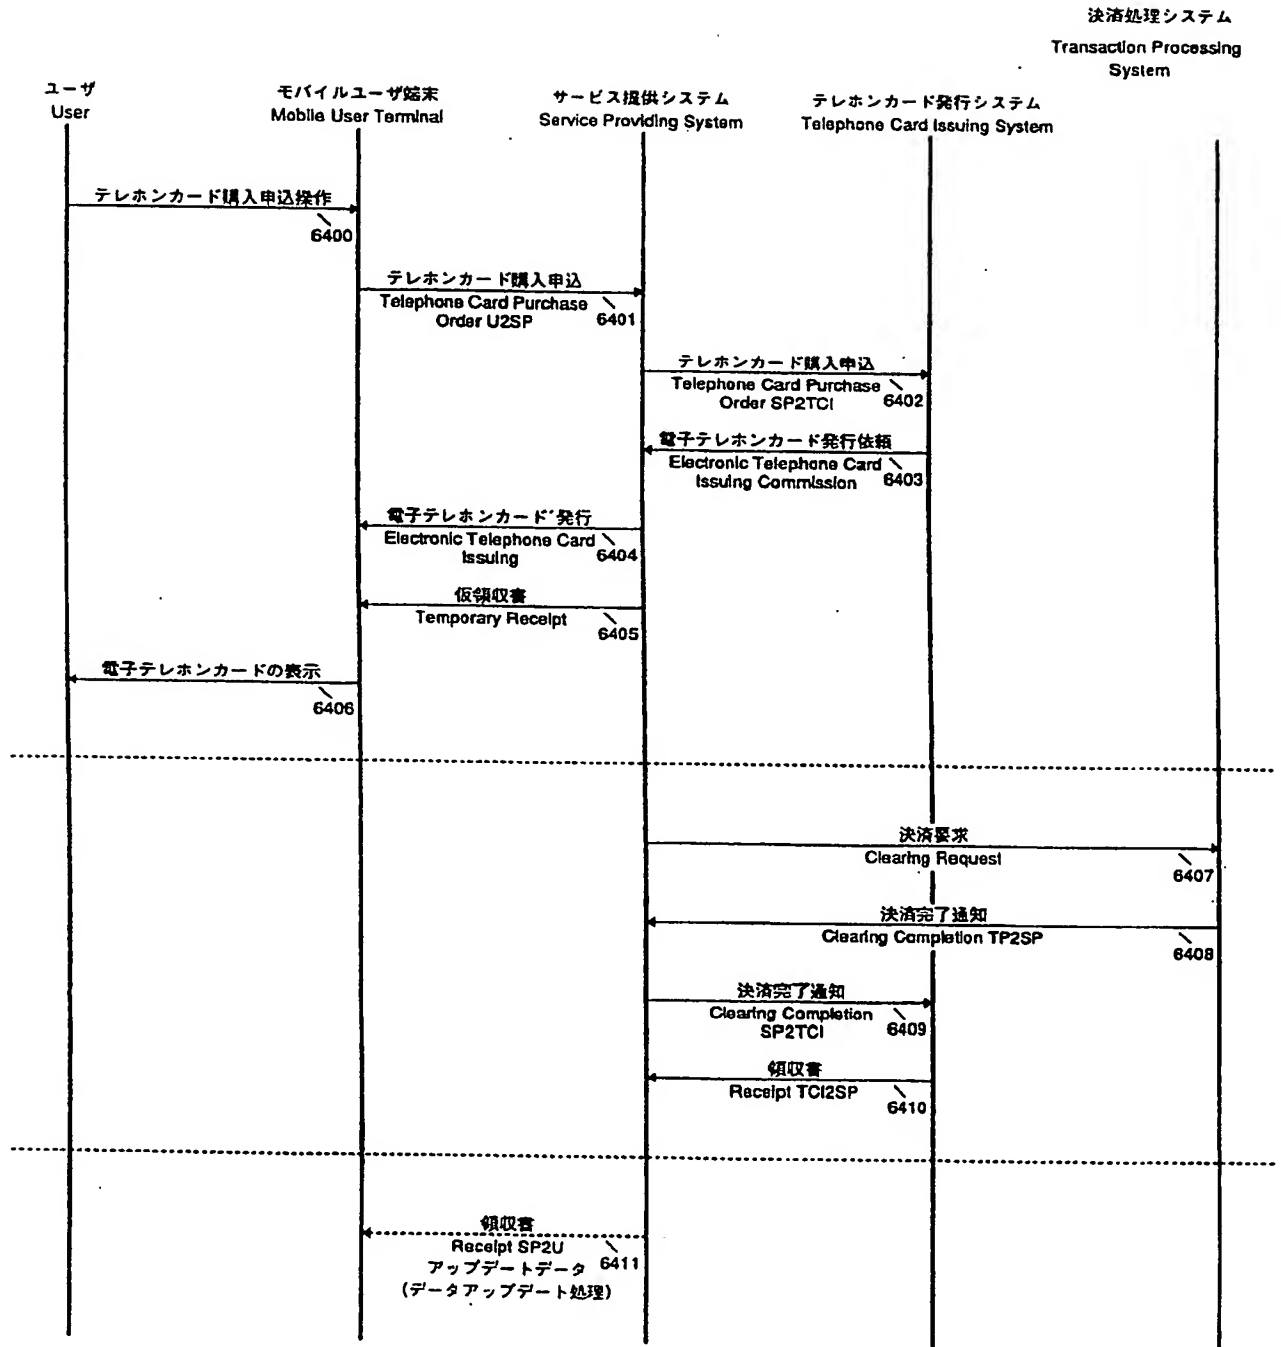 決済処理システム
Transaction Processing
System
ユーザ
User
モバイルユーザ端末
Mobile User Terminal
サービス提供システム
Service Providing System
テレホンカード発行システム
Telephone Card Issuing System
テレホンカード購入申込操作
6400
テレホンカード購入申込
Telephone Card Purchase
Order U2SP
6401
テレホンカード購入申込
Telephone Card Purchase
Order SP2TCI
6402
電子テレホンカード発行依頼
Electronic Telephone Card
Issuing Commission
6403
電子テレホンカード発行
Electronic Telephone Card
Issuing
6404
仮領収書
Temporary Receipt
6405
電子テレホンカードの表示
6406
決済要求
Clearing Request
6407
決済完了通知
Clearing Completion TP2SP
6408
決済完了通知
Clearing Completion
SP2TCI
6409
領収書
Receipt TCI2SP
6410
領収書
Receipt SP2U
6411
アップデートデータ
(データアップデート処理)